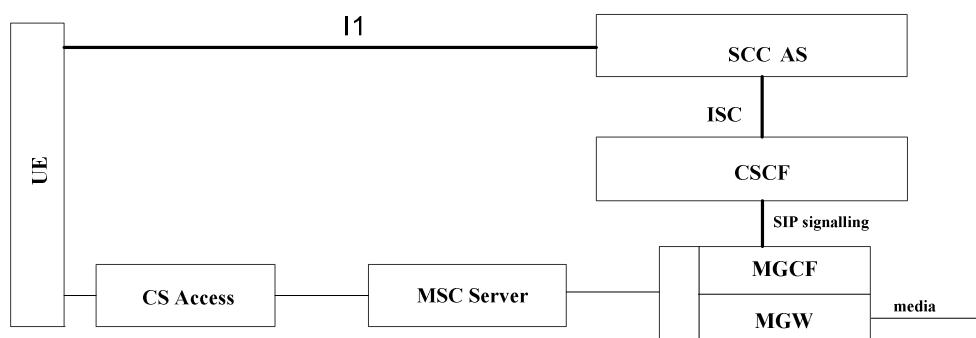 I1
SCC AS
ISC
UE
CSCF
SIP signalling
MGCF
CS Access
MSC Server
MGW
media